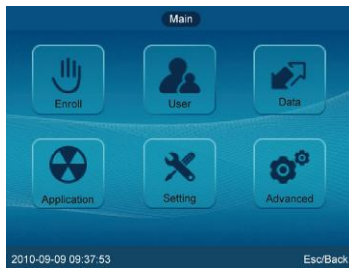 Main
Enroll User Data
Application Setting Advanced
2010-09-09 09:37:53 Esc/Back